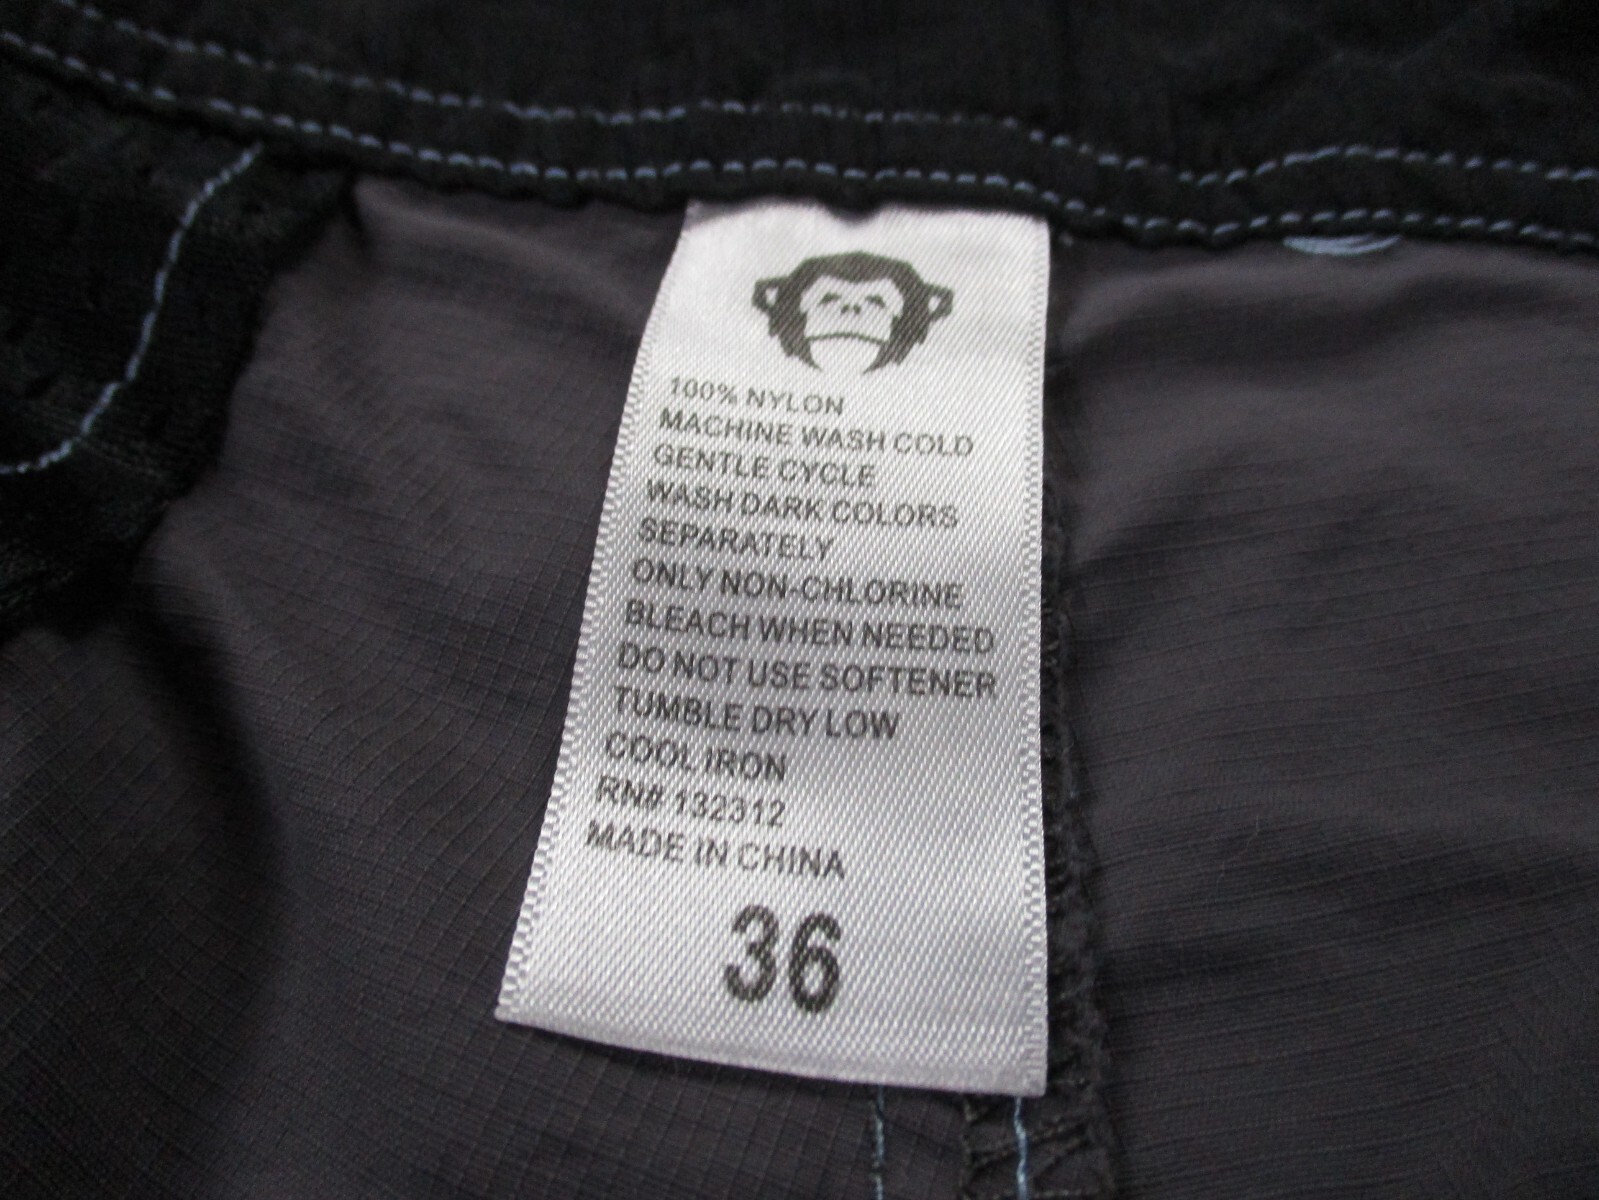 100% NYLON
MACHINE WASH COLD
GENTLE CYCLE
WASH DARK COLORS
SEPARATELY
ONLY NON-CHLORINE
BLEACH WHEN NEEDED
DO NOT USE SOFTENER
TUMBLE DRY LOW
COOL IRON
RN# 132312
MADE IN CHINA
36